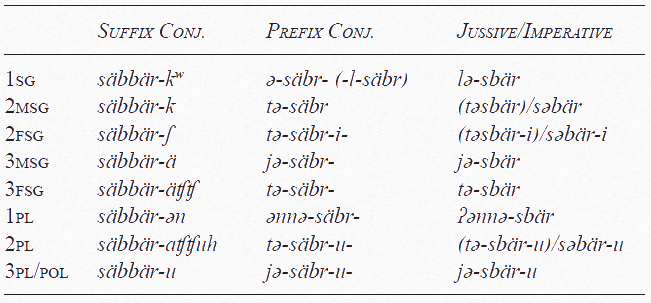 SUFFIX CONJ. PREFIX CONJ. JUSSIVE/IMPERATIVE
1SG säbbär-kʷ ə-säbr- (-l-säbr) lə-sbär
2MSG säbbär-k tə-säbr (təsbär)/səbär
2FSG säbbär-ʃ tə-säbr-i- (təsbär-i)/səbär-i
3MSG säbbär-ä jə-säbr- jə-sbär
3FSG säbbär-ätʃtʃ tə-säbr- tə-sbär
1PL säbbär-ən ənnə-säbr- ʔənnə-sbär
2PL säbbär-atʃtʃuh tə-säbr-u- (tə-sbär-u)/səbär-u
3PL/POL säbbär-u jə-säbr-u- jə-sbär-u